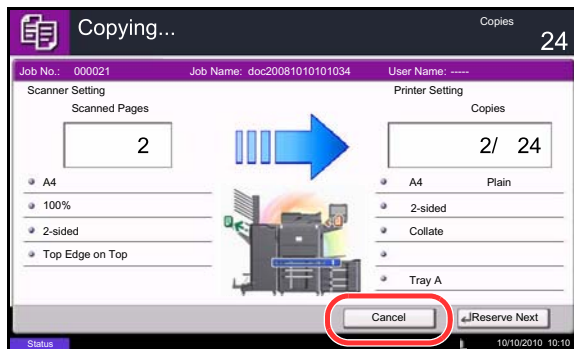 Copying...
Copies
24
Job No.: 000021 Job Name: doc20081010101034 User Name: -----
Scanner Setting
Printer Setting
Scanned Pages
Copies
2
2/ 24
A4
A4 Plain
100%
2-sided
2-sided
Collate
Top Edge on Top
Tray A
Cancel
Reserve Next
Status
10/10/2010 10:10